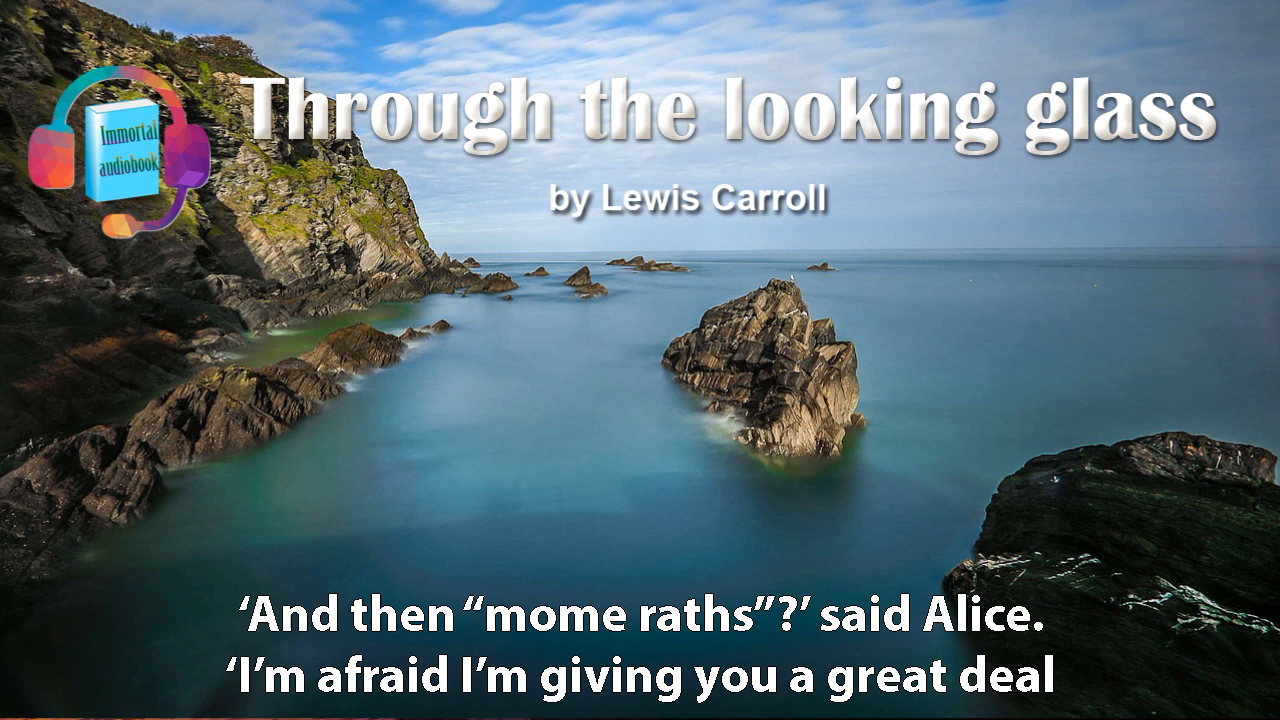 Through the looking glass
by Lewis Carroll
Immortal
audiobook
‘And then “mome raths”?’ said Alice.
‘I’m afraid I’m giving you a great deal